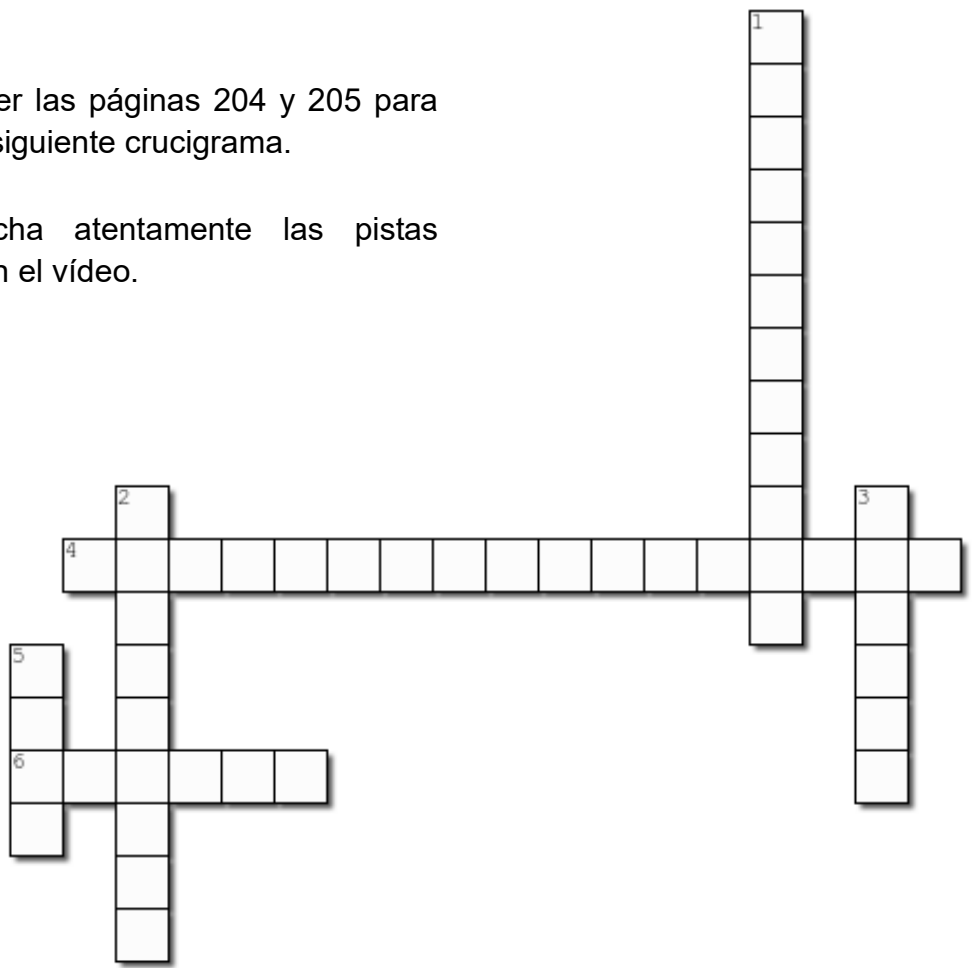 er las páginas 204 y 205 para
siguiente crucigrama.
cha atentamente las pistas
n el vídeo.
1
2
3
4
5
6